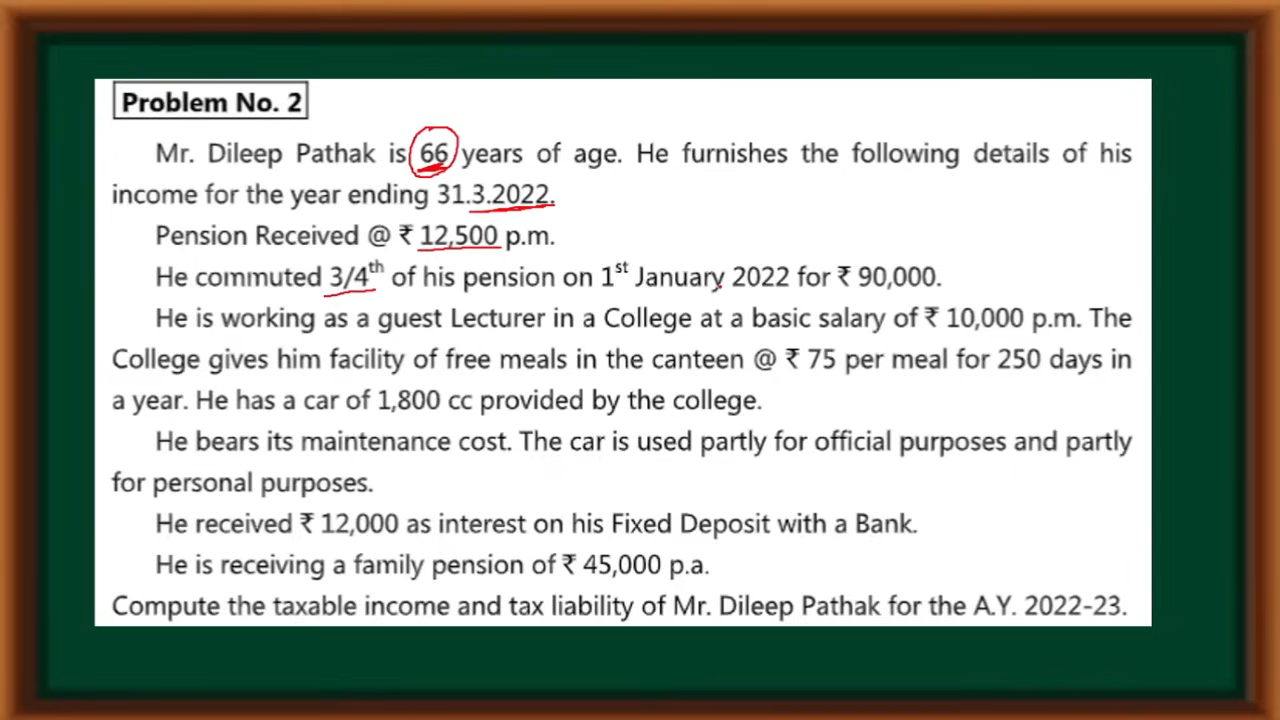 Problem No. 2
Mr. Dileep Pathak is 66 years of age. He furnishes the following details of his
income for the year ending 31.3.2022.
Pension Received @ ₹ 12,500 p.m.
He commuted 3/4th of his pension on 1st January 2022 for ₹ 90,000.
He is working as a guest Lecturer in a College at a basic salary of ₹ 10,000 p.m. The
College gives him facility of free meals in the canteen @ ₹ 75 per meal for 250 days in
a year. He has a car of 1,800 cc provided by the college.
He bears its maintenance cost. The car is used partly for official purposes and partly
for personal purposes.
He received ₹ 12,000 as interest on his Fixed Deposit with a Bank.
He is receiving a family pension of ₹ 45,000 p.a.
Compute the taxable income and tax liability of Mr. Dileep Pathak for the A.Y. 2022-23.